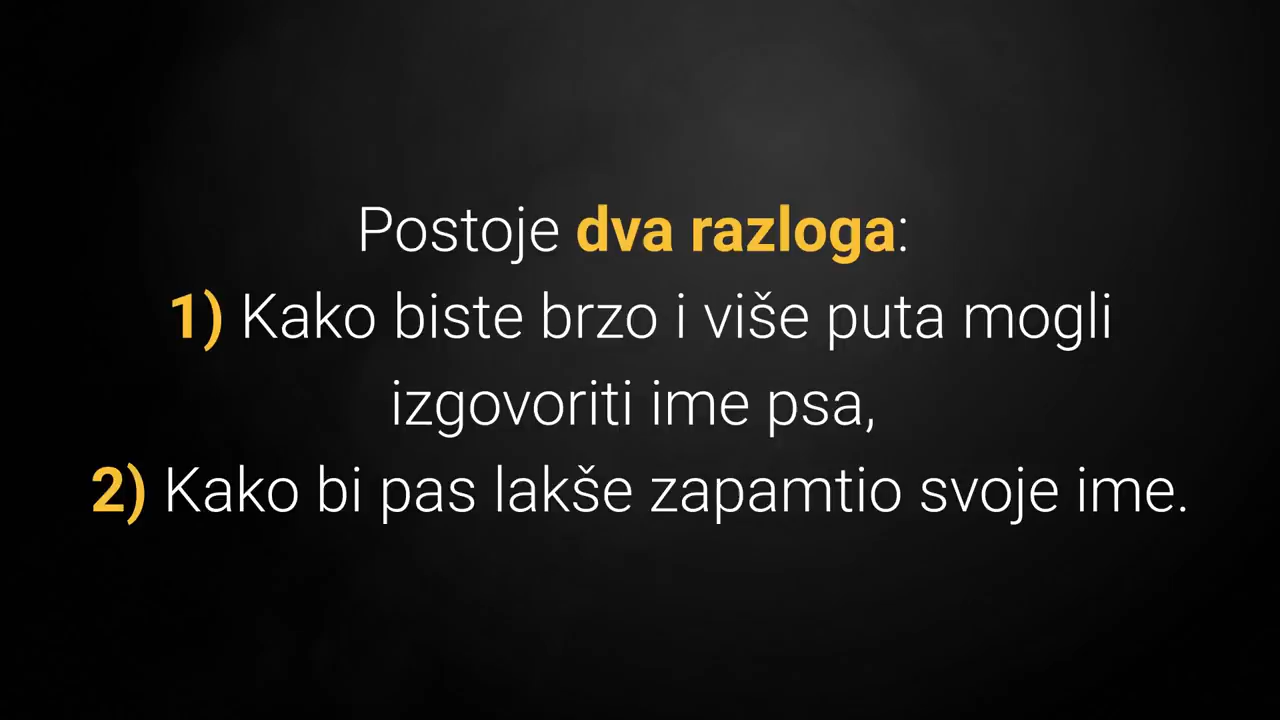 Postoje dva razloga:
1) Kako biste brzo i više puta mogli
izgovoriti ime psa,
2) Kako bi pas lakše zapamtio svoje ime.